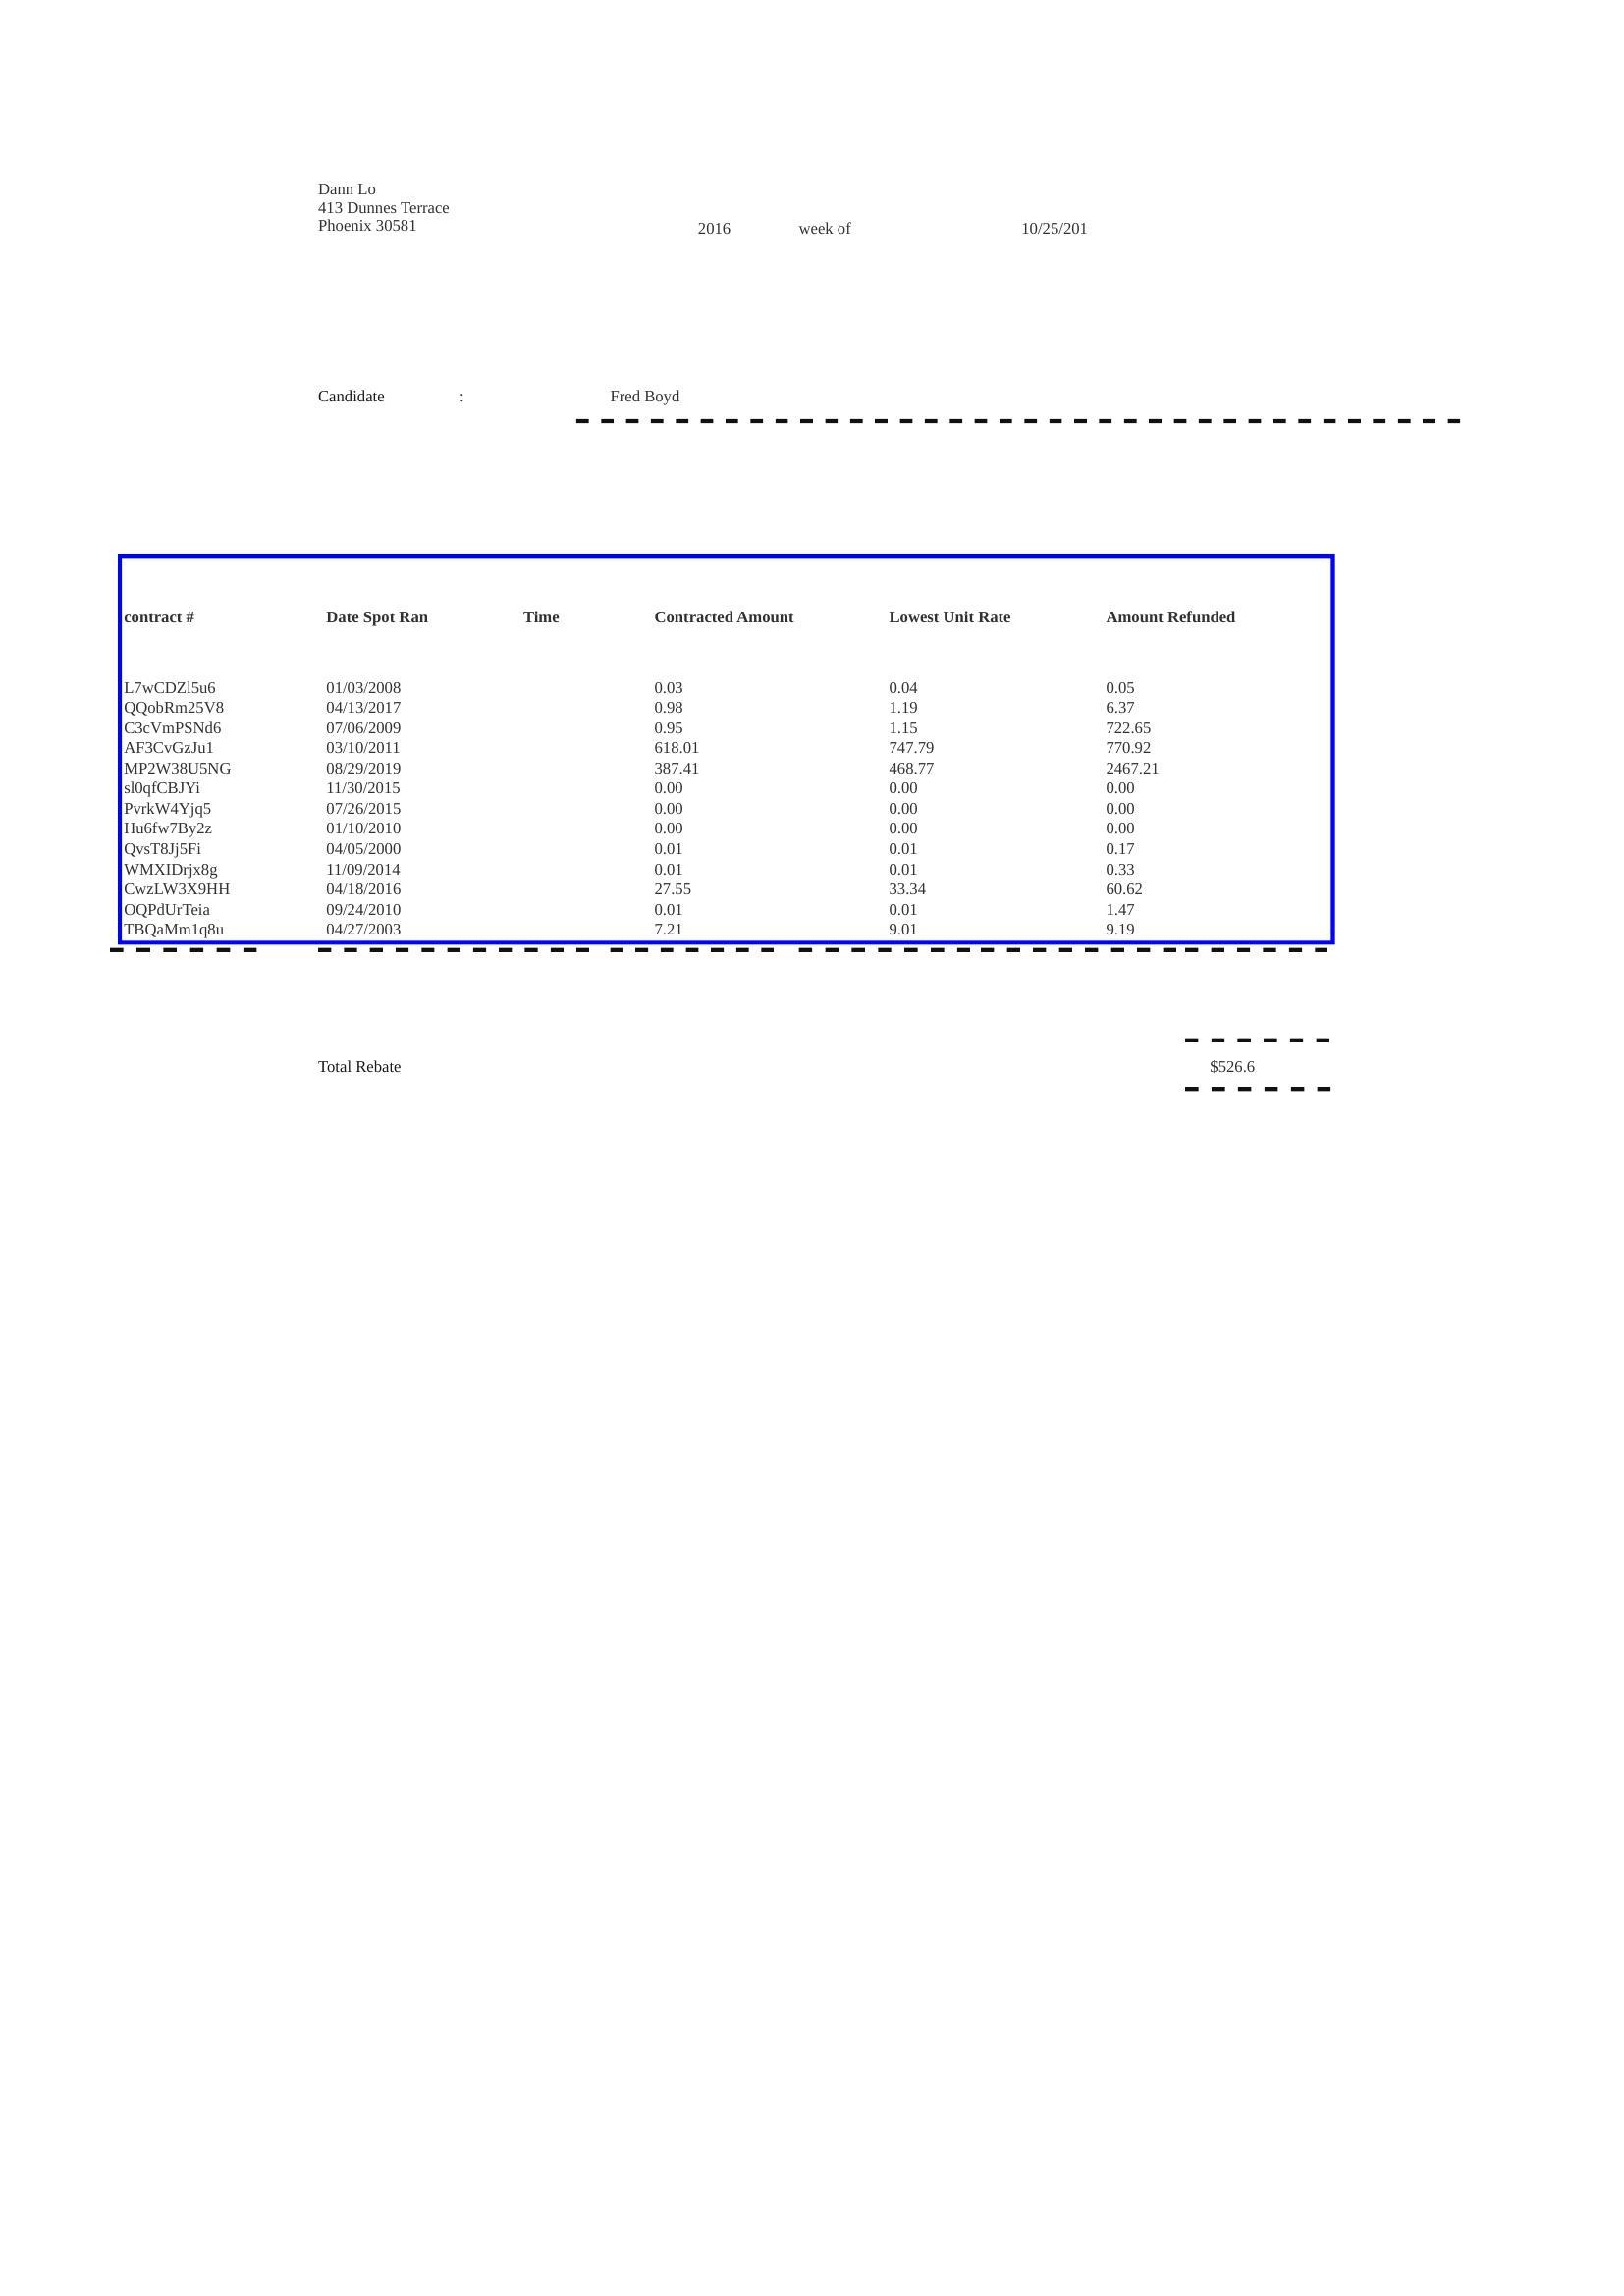 Dann Lo
413 Dunnes Terrace
Phoenix 30581
2016 week of 10/25/201
Candidate : Fred Boyd
contract # Date Spot Ran Time Contracted Amount Lowest Unit Rate Amount Refunded
L7wCDZl5u6 01/03/2008 0.03 0.04 0.05
QQobRm25V8 04/13/2017 0.98 1.19 6.37
C3cVmPSNd6 07/06/2009 0.95 1.15 722.65
AF3CvGzJu1 03/10/2011 618.01 747.79 770.92
MP2W38U5NG 08/29/2019 387.41 468.77 2467.21
sl0qfCBJYi 11/30/2015 0.00 0.00 0.00
PvrkW4Yjq5 07/26/2015 0.00 0.00 0.00
Hu6fw7By2z 01/10/2010 0.00 0.00 0.00
QvsT8Jj5Fi 04/05/2000 0.01 0.01 0.17
WMXIDrjx8g 11/09/2014 0.01 0.01 0.33
CwzLW3X9HH 04/18/2016 27.55 33.34 60.62
OQPdUrTeia 09/24/2010 0.01 0.01 1.47
TBQaMm1q8u 04/27/2003 7.21 9.01 9.19
Total Rebate $526.6